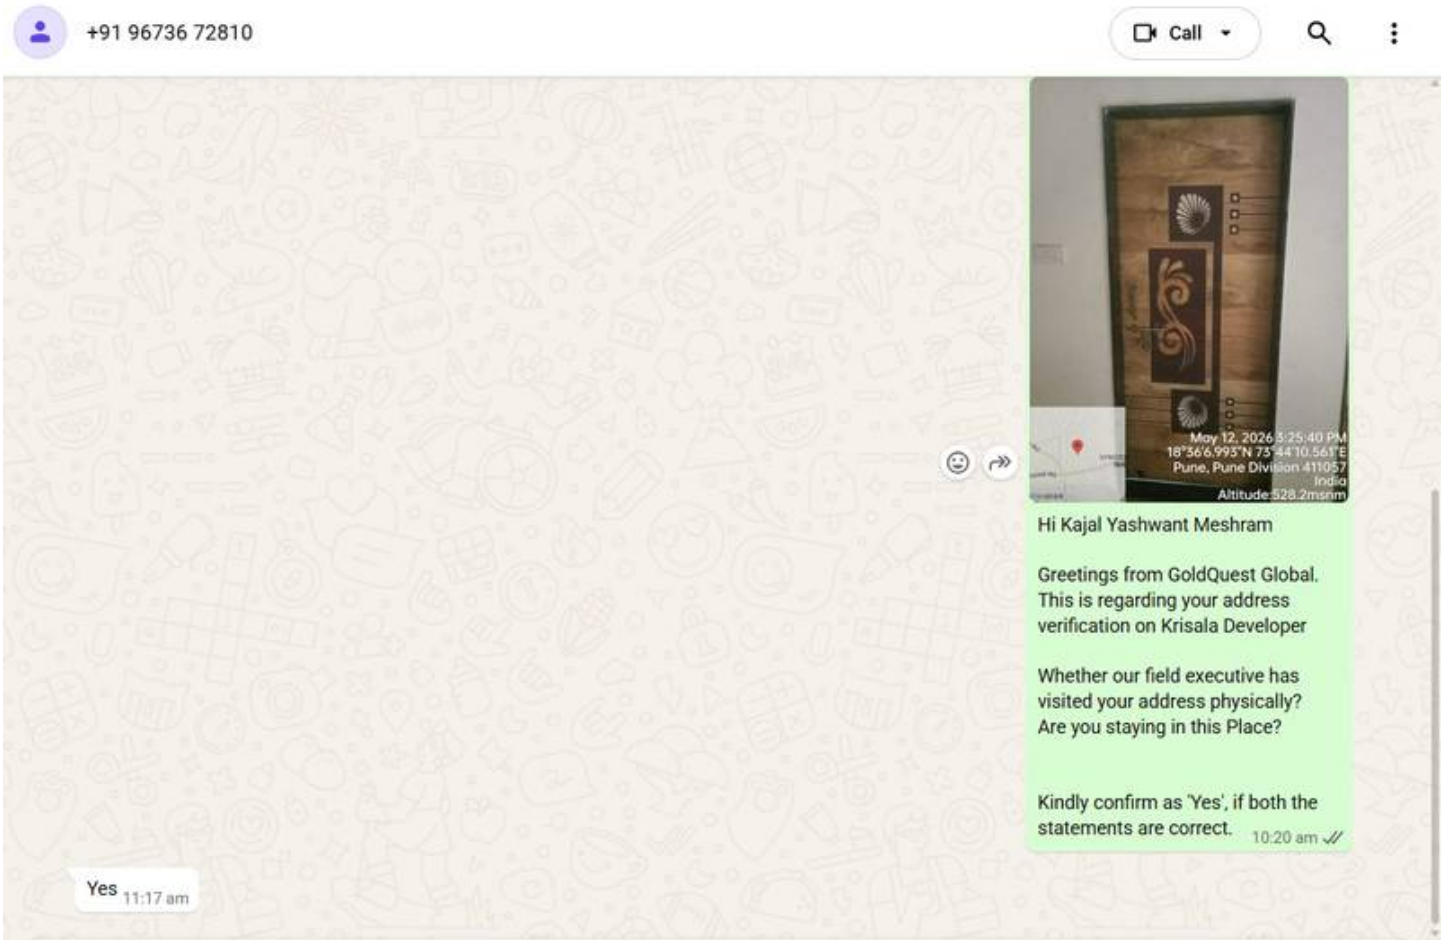 +91 96736 72810
Call
May 12, 2026 3:25:40 PM
18°36'6.993"N 73°44'10.561"E
Pune, Pune Division 411057
India
Altitude:528.2msnm
Hi Kajal Yashwant Meshram
Greetings from GoldQuest Global.
This is regarding your address
verification on Krisala Developer
Whether our field executive has
visited your address physically?
Are you staying in this Place?
Kindly confirm as 'Yes', if both the
statements are correct.
10:20 am
Yes
11:17 am